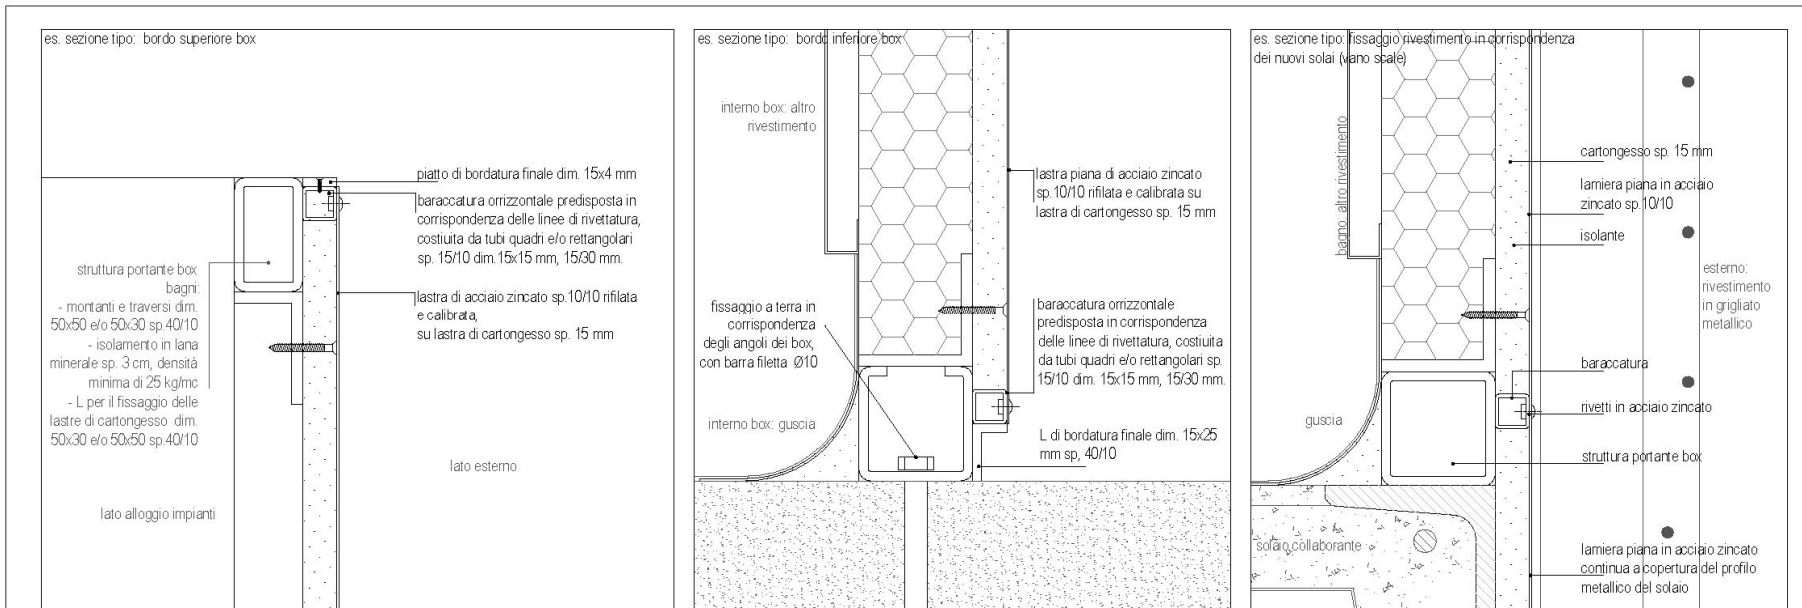 es. sezione tipo: bordo superiore box
piatto di bordatura finale dim. 15x4 mm
baraccatura orrizzontale predisposta in
corrispondenza delle linee di rivettatura,
costiuita da tubi quadri e/o rettangolari
sp. 15/10 dim.15x15 mm, 15/30 mm.
struttura portante box
bagni:
- montanti e traversi dim.
50x50 e/o 50x30 sp.40/10
- isolamento in lana
minerale sp. 3 cm, densità
minima di 25 kg/mc
- L per il fissaggio delle
lastre di cartongesso dim.
50x30 e/o 50x50 sp.40/10
lastra di acciaio zincato sp.10/10 rifilata
e calibrata,
su lastra di cartongesso sp. 15 mm
lato esterno
lato alloggio impianti
es. sezione tipo: bordo inferiore box
interno box: altro
rivestimento
lastra piana di acciaio zincato
sp.10/10 rifilata e calibrata su
lastra di cartongesso sp. 15 mm
fissaggio a terra in
corrispondenza
degli angoli dei box,
con barra filetta Ø10
baraccatura orrizzontale
predisposta in corrispondenza
delle linee di rivettatura, costiuita
da tubi quadri e/o rettangolari sp.
15/10 dim. 15x15 mm, 15/30 mm.
interno box: guscia
L di bordatura finale dim. 15x25
mm sp, 40/10
es. sezione tipo: fissaggio rivestimento in corrispondenza
dei nuovi solai (vano scale)
bagno: altro rivestimento
cartongesso sp. 15 mm
lamiera piana in acciaio
zincato sp.10/10
isolante
esterno:
rivestimento
in grigliato
metallico
baraccatura
rivetti in acciaio zincato
guscia
struttura portante box
solaio collaborante
lamiera piana in acciaio zincato
continua a copertura del profilo
metallico del solaio